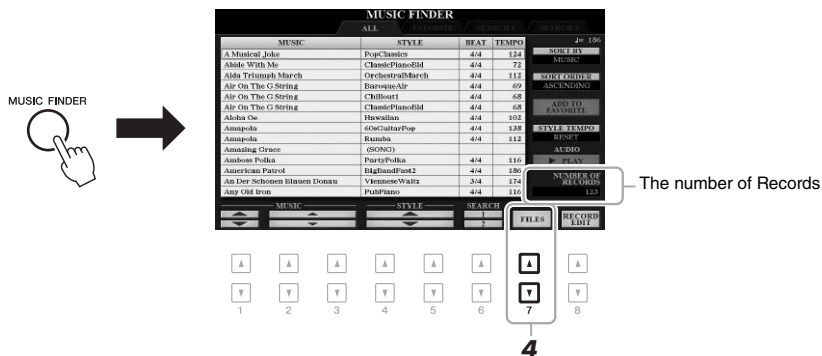 MUSIC FINDER
MUSIC FINDER
ALL FAVORITE SEARCH 1 SEARCH 2
♩= 186
MUSIC STYLE BEAT TEMPO
A Musical Joke PopClassics 4/4 124
Abide With Me ClassicPianoBld 4/4 72
Aida Triumph March OrchestralMarch 4/4 112
Air On The G String BaroqueAir 4/4 69
Air On The G String Chillout1 4/4 68
Air On The G String ClassicPianoBld 4/4 68
Aloha Oe Hawaiian 4/4 102
Amapola 60sGuitarPop 4/4 138
Amapola Rumba 4/4 112
Amazing Grace (SONG)
Amboss Polka PartyPolka 4/4 116
American Patrol BigBandFast2 4/4 186
An Der Schonen Blauen Donau VienneseWaltz 3/4 174
Any Old Iron PubPiano 4/4 116
SORT BY
MUSIC
SORT ORDER
ASCENDING
ADD TO
FAVORITE
STYLE TEMPO
RESET
AUDIO
▶ PLAY
NUMBER OF
RECORDS
123
The number of Records
MUSIC STYLE SEARCH
1
2
FILES
RECORD
EDIT
1 2 3 4 5 6 7 8
4